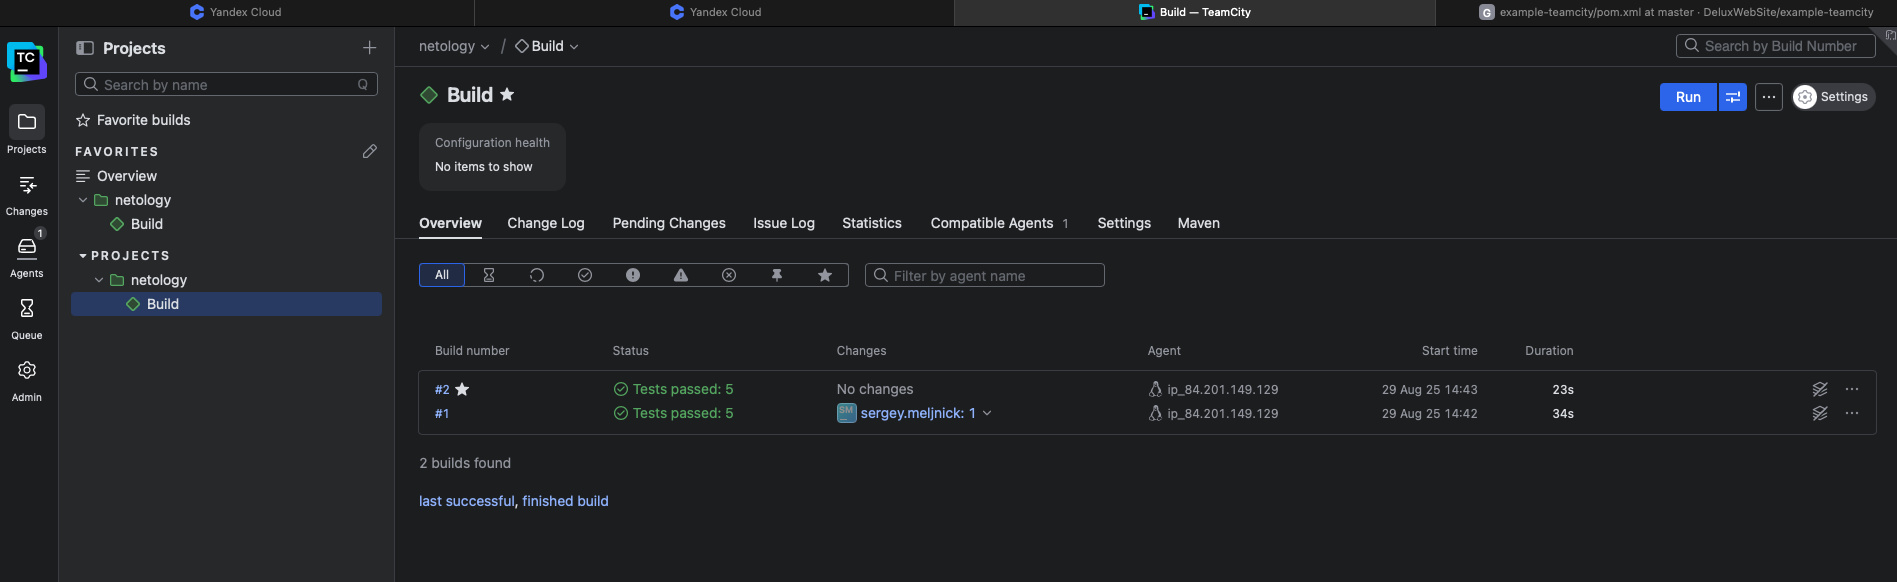 Yandex Cloud
Yandex Cloud
Build — TeamCity
G example-teamcity/pom.xml at master · DeluxWebSite/example-teamcity
TC
Projects
Changes
1
Agents
Queue
Admin
Projects
Search by name Q
Favorite builds
FAVORITES
Overview
netology
Build
PROJECTS
netology
Build
netology / Build
Search by Build Number
Build
Run
Settings
Configuration health
No items to show
Overview Change Log Pending Changes Issue Log Statistics Compatible Agents 1 Settings Maven
All
Filter by agent name
Build number Status Changes Agent Start time Duration
#2 Tests passed: 5 No changes ip_84.201.149.129 29 Aug 25 14:43 23s
#1 Tests passed: 5 SM sergey.meljnick: 1 ip_84.201.149.129 29 Aug 25 14:42 34s
2 builds found
last successful, finished build